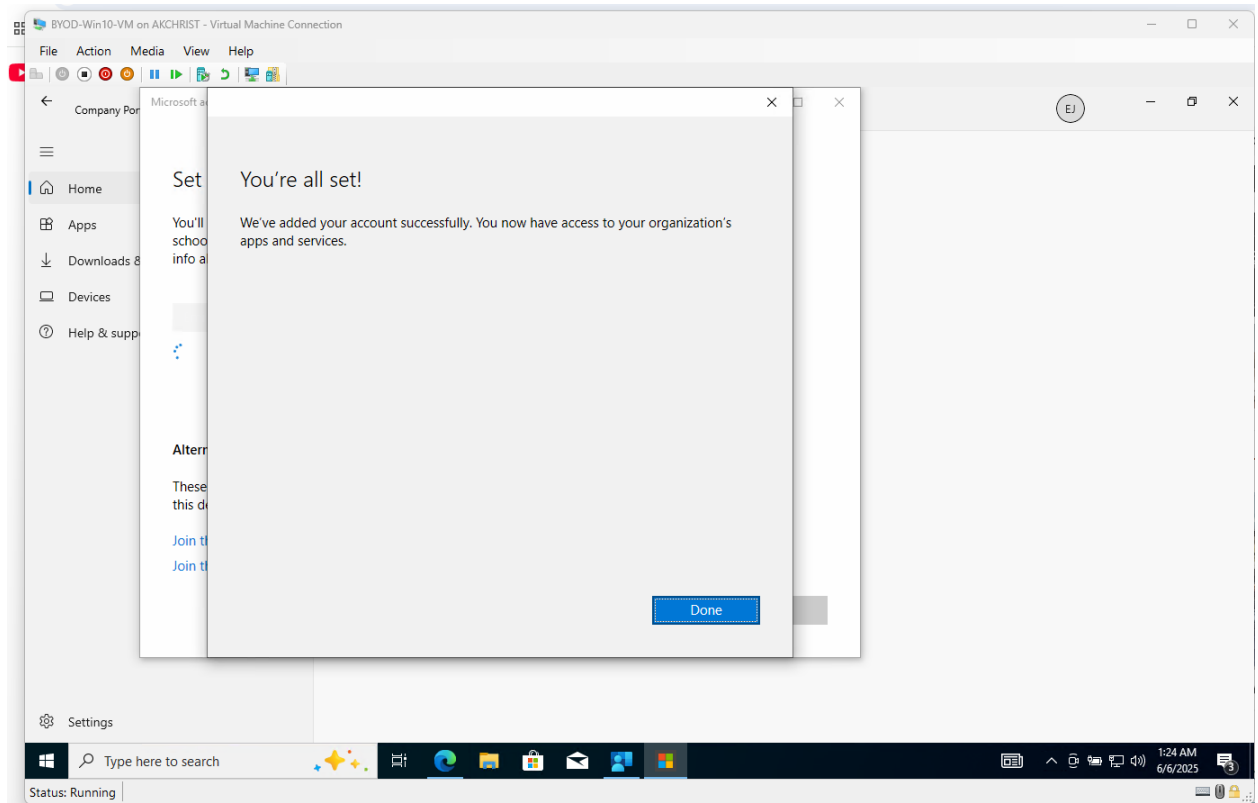 BYOD-Win10-VM on AKCHRIST - Virtual Machine Connection
File Action Media View Help
Company Por
Microsoft a
EJ
Home
Apps
Downloads &
Devices
Help & supp
Settings
Set
You'll
schoo
info a
Altern
These
this de
Join th
Join th
You're all set!
We've added your account successfully. You now have access to your organization's
apps and services.
Done
Type here to search
1:24 AM
6/6/2025
3
Status: Running